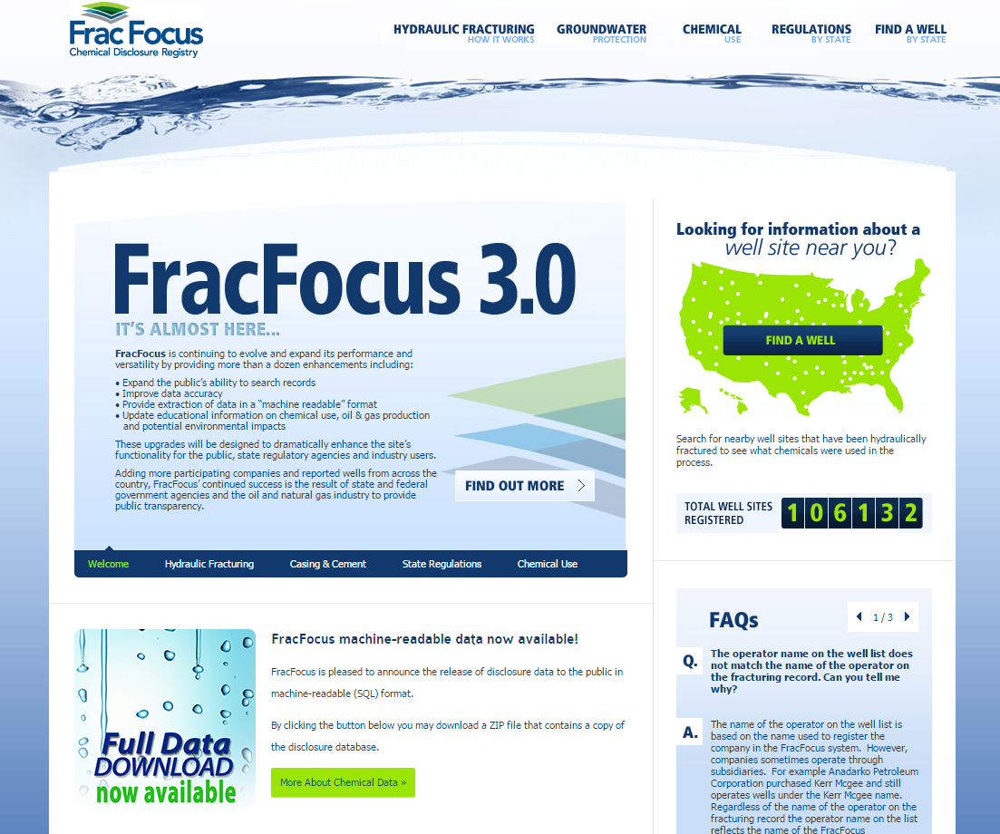 Frac Focus
Chemical Disclosure Registry
HYDRAULIC FRACTURING
HOW IT WORKS
GROUNDWATER
PROTECTION
CHEMICAL
USE
REGULATIONS
BY STATE
FIND A WELL
BY STATE
FracFocus 3.0
IT'S ALMOST HERE...
FracFocus is continuing to evolve and expand its performance and
versatility by providing more than a dozen enhancements including:
• Expand the public's ability to search records
• Improve data accuracy
• Provide extraction of data in a "machine readable" format
• Update educational information on chemical use, oil & gas production
and potential environmental impacts
These upgrades will be designed to dramatically enhance the site's
functionality for the public, state regulatory agencies and industry users.
Adding more participating companies and reported wells from across the
country, FracFocus' continued success is the result of state and federal
government agencies and the oil and natural gas industry to provide
public transparency.
FIND OUT MORE
Welcome
Hydraulic Fracturing
Casing & Cement
State Regulations
Chemical Use
Full Data
DOWNLOAD
now available
FracFocus machine-readable data now available!
FracFocus is pleased to announce the release of disclosure data to the public in
machine-readable (SQL) format.
By clicking the button below you may download a ZIP file that contains a copy of
the disclosure database.
More About Chemical Data »
Looking for information about a
well site near you?
FIND A WELL
Search for nearby well sites that have been hydraulically
fractured to see what chemicals were used in the
process.
TOTAL WELL SITES
REGISTERED
106132
FAQs
1 / 3
Q.
The operator name on the well list does
not match the name of the operator on
the fracturing record. Can you tell me
why?
A.
The name of the operator on the well list is
based on the name used to register the
company in the FracFocus system.  However,
companies sometimes operate through
subsidiaries.  For example Anadarko Petroleum
Corporation purchased Kerr Mcgee and still
operates wells under the Kerr Mcgee name.
Regardless of the name of the operator on the
fracturing record the operator name on the list
reflects the name of the FracFocus